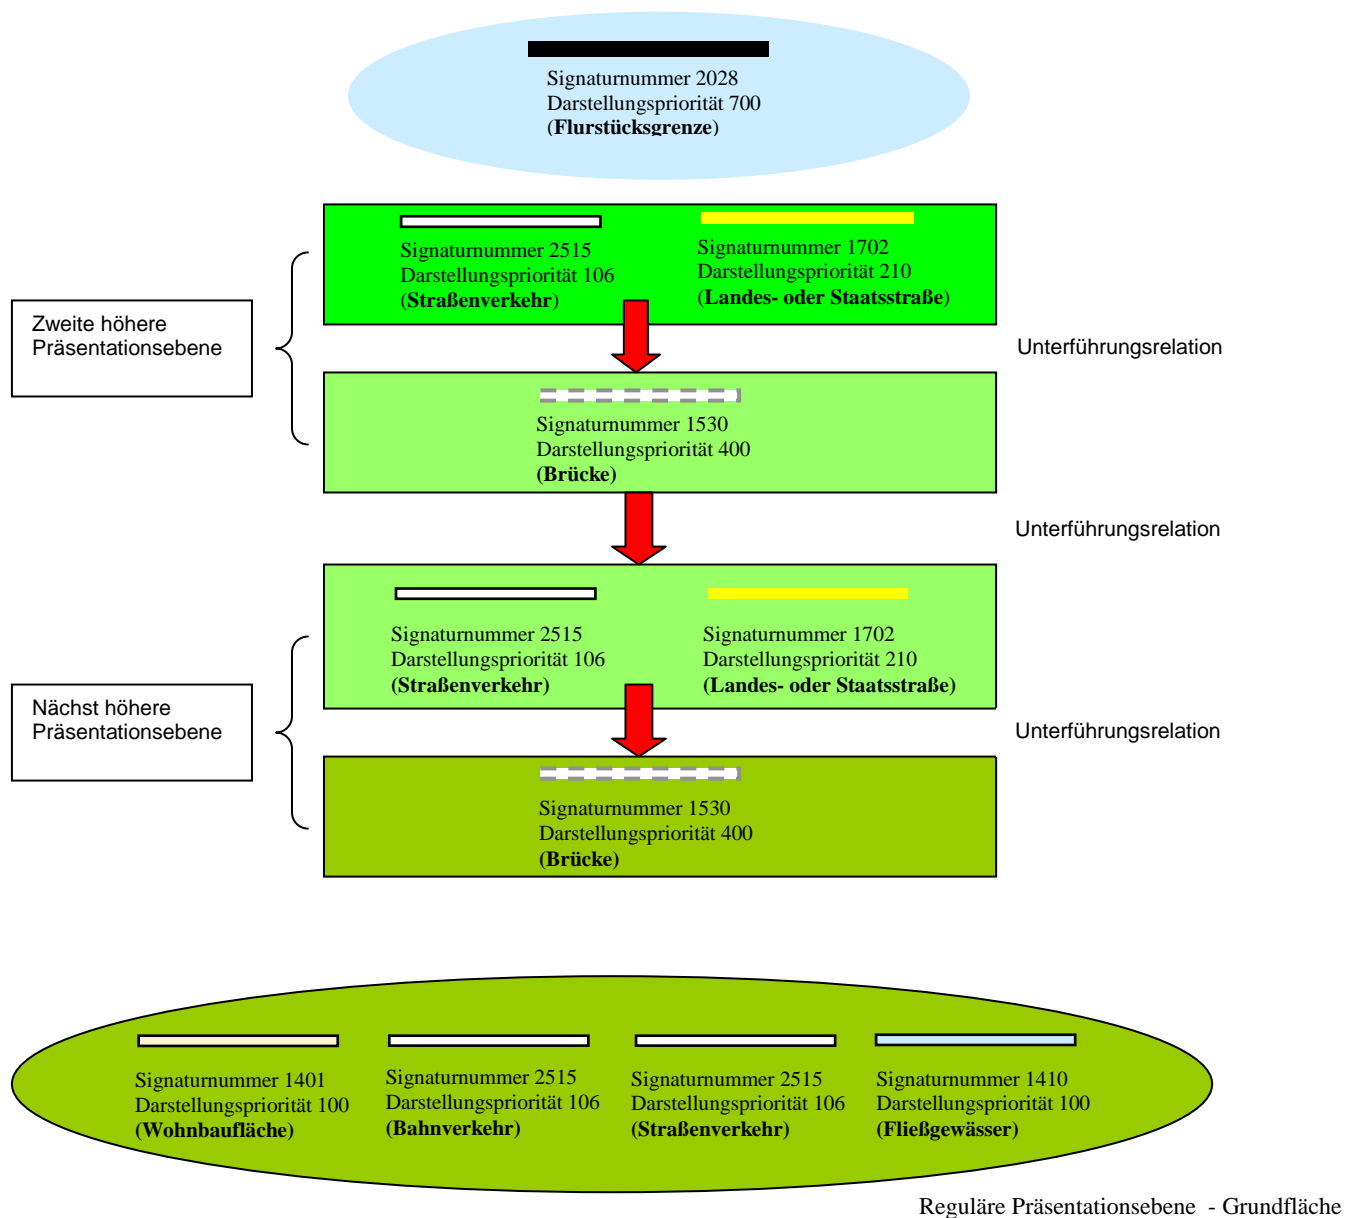 Signaturnummer 2028
Darstellungspriorität 700
(Flurstücksgrenze)
Signaturnummer 2515
Darstellungspriorität 106
(Straßenverkehr)
Signaturnummer 1702
Darstellungspriorität 210
(Landes- oder Staatsstraße)
Zweite höhere
Präsentationsebene
Unterführungsrelation
Signaturnummer 1530
Darstellungspriorität 400
(Brücke)
Unterführungsrelation
Signaturnummer 2515
Darstellungspriorität 106
(Straßenverkehr)
Signaturnummer 1702
Darstellungspriorität 210
(Landes- oder Staatsstraße)
Nächst höhere
Präsentationsebene
Unterführungsrelation
Signaturnummer 1530
Darstellungspriorität 400
(Brücke)
Signaturnummer 1401
Darstellungspriorität 100
(Wohnbaufläche)
Signaturnummer 2515
Darstellungspriorität 106
(Bahnverkehr)
Signaturnummer 2515
Darstellungspriorität 106
(Straßenverkehr)
Signaturnummer 1410
Darstellungspriorität 100
(Fließgewässer)
Reguläre Präsentationsebene - Grundfläche